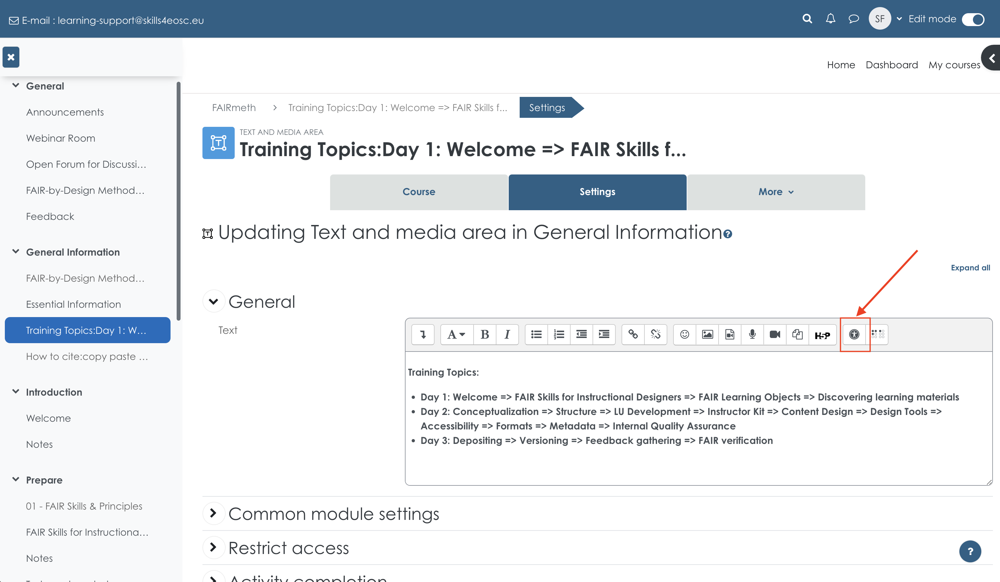 E-mail : learning-support@skills4eosc.eu
SF
Edit mode
Home
Dashboard
My courses
General
Announcements
Webinar Room
Open Forum for Discussi...
FAIR-by-Design Method...
Feedback
General Information
FAIR-by-Design Method...
Essential Information
Training Topics:Day 1: W...
How to cite:copy paste ...
Introduction
Welcome
Notes
Prepare
01 - FAIR Skills & Principles
FAIR Skills for Instructiona...
Notes
FAIRmeth
Training Topics:Day 1: Welcome => FAIR Skills f...
Settings
TEXT AND MEDIA AREA
Training Topics:Day 1: Welcome => FAIR Skills f...
Course
Settings
More
Updating Text and media area in General Information
Expand all
General
Text
A
B
I
H5P
Training Topics:
• Day 1: Welcome => FAIR Skills for Instructional Designers => FAIR Learning Objects => Discovering learning materials
• Day 2: Conceptualization => Structure => LU Development => Instructor Kit => Content Design => Design Tools =>
Accessibility => Formats => Metadata => Internal Quality Assurance
• Day 3: Depositing => Versioning => Feedback gathering => FAIR verification
Common module settings
Restrict access
?
Activity completion